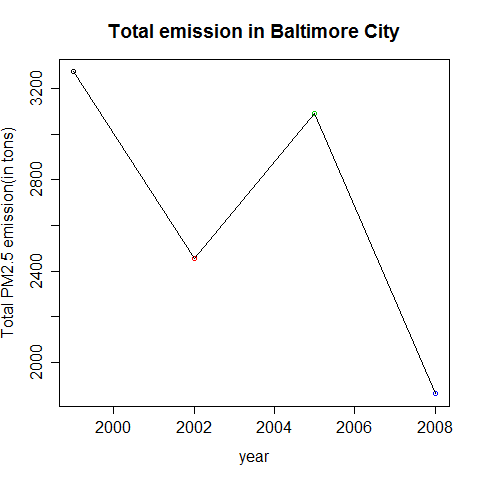 Total emission in Baltimore City
Total PM2.5 emission(in tons)
3200
2800
2400
2000
2000 2002 2004 2006 2008
year